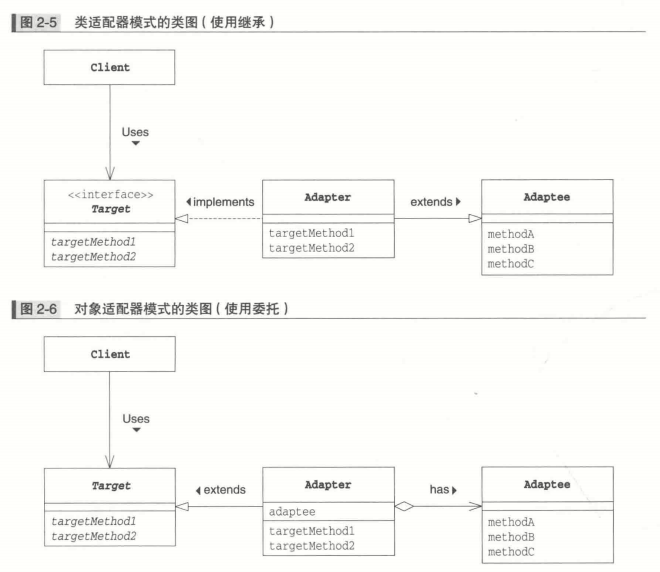 图 2-5 类适配器模式的类图（使用继承）
Client
Uses
<<interface>>
Target
targetMethod1
targetMethod2
implements
Adapter
targetMethod1
targetMethod2
extends
Adaptee
methodA
methodB
methodC
图 2-6 对象适配器模式的类图（使用委托）
Client
Uses
Target
targetMethod1
targetMethod2
extends
Adapter
adaptee
targetMethod1
targetMethod2
has
Adaptee
methodA
methodB
methodC